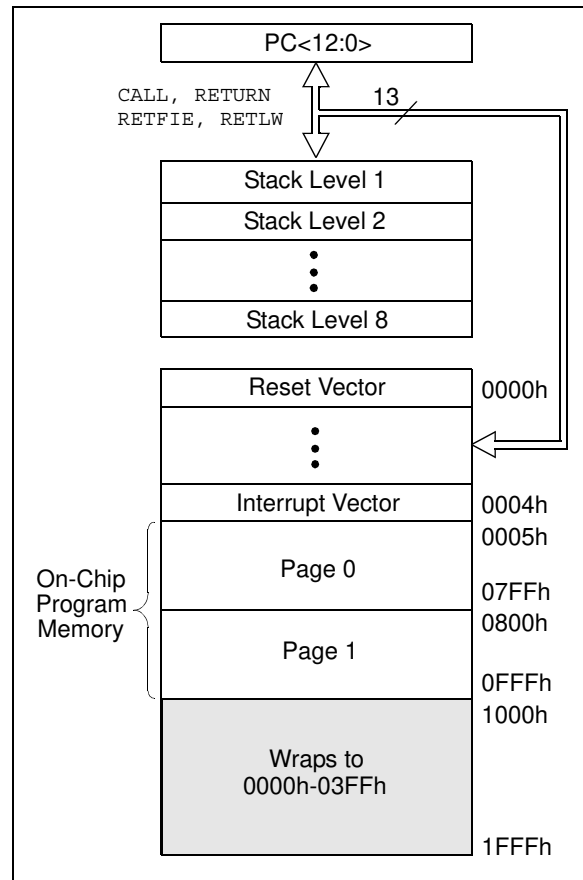 PC<12:0>
CALL, RETURN
RETFIE, RETLW
13
Stack Level 1
Stack Level 2
Stack Level 8
Reset Vector
0000h
Interrupt Vector
0004h
0005h
On-Chip
Program
Memory
Page 0
07FFh
0800h
Page 1
0FFFh
1000h
Wraps to
0000h-03FFh
1FFFh